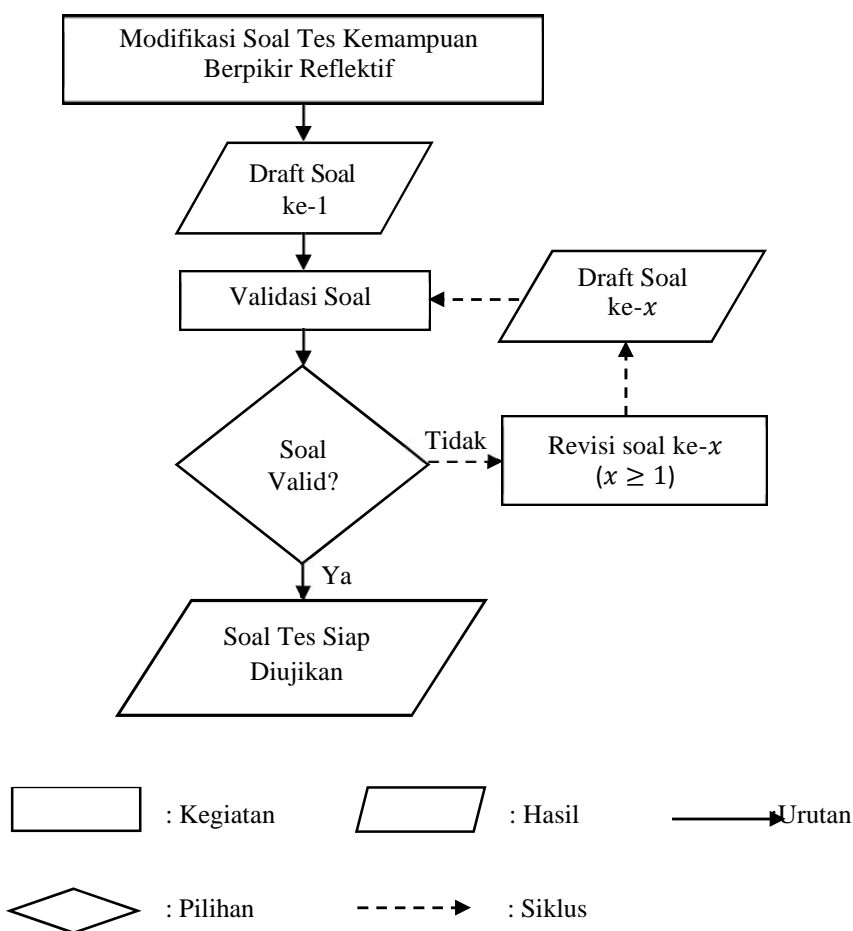 Modifikasi Soal Tes Kemampuan
Berpikir Reflektif
Draft Soal
ke-1
Validasi Soal
Draft Soal
ke-𝑥
Soal
Valid?
Tidak
Revisi soal ke-𝑥
(𝑥 ≥ 1)
Ya
Soal Tes Siap
Diujikan
: Kegiatan
: Hasil
Urutan
: Pilihan
: Siklus